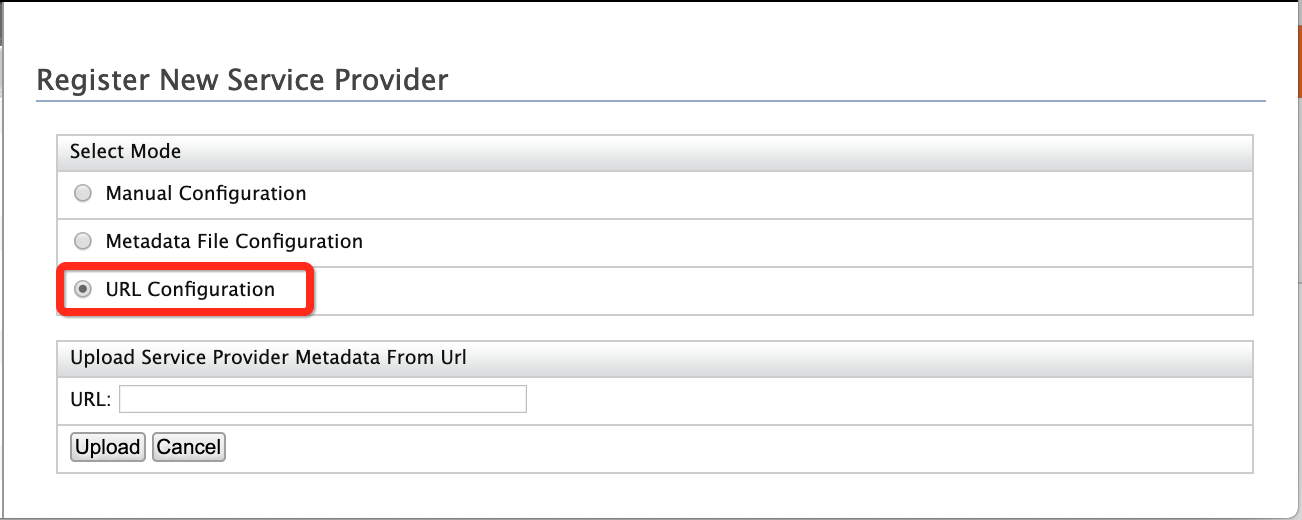 Register New Service Provider
Select Mode
Manual Configuration
Metadata File Configuration
URL Configuration
Upload Service Provider Metadata From Url
URL:
Upload Cancel